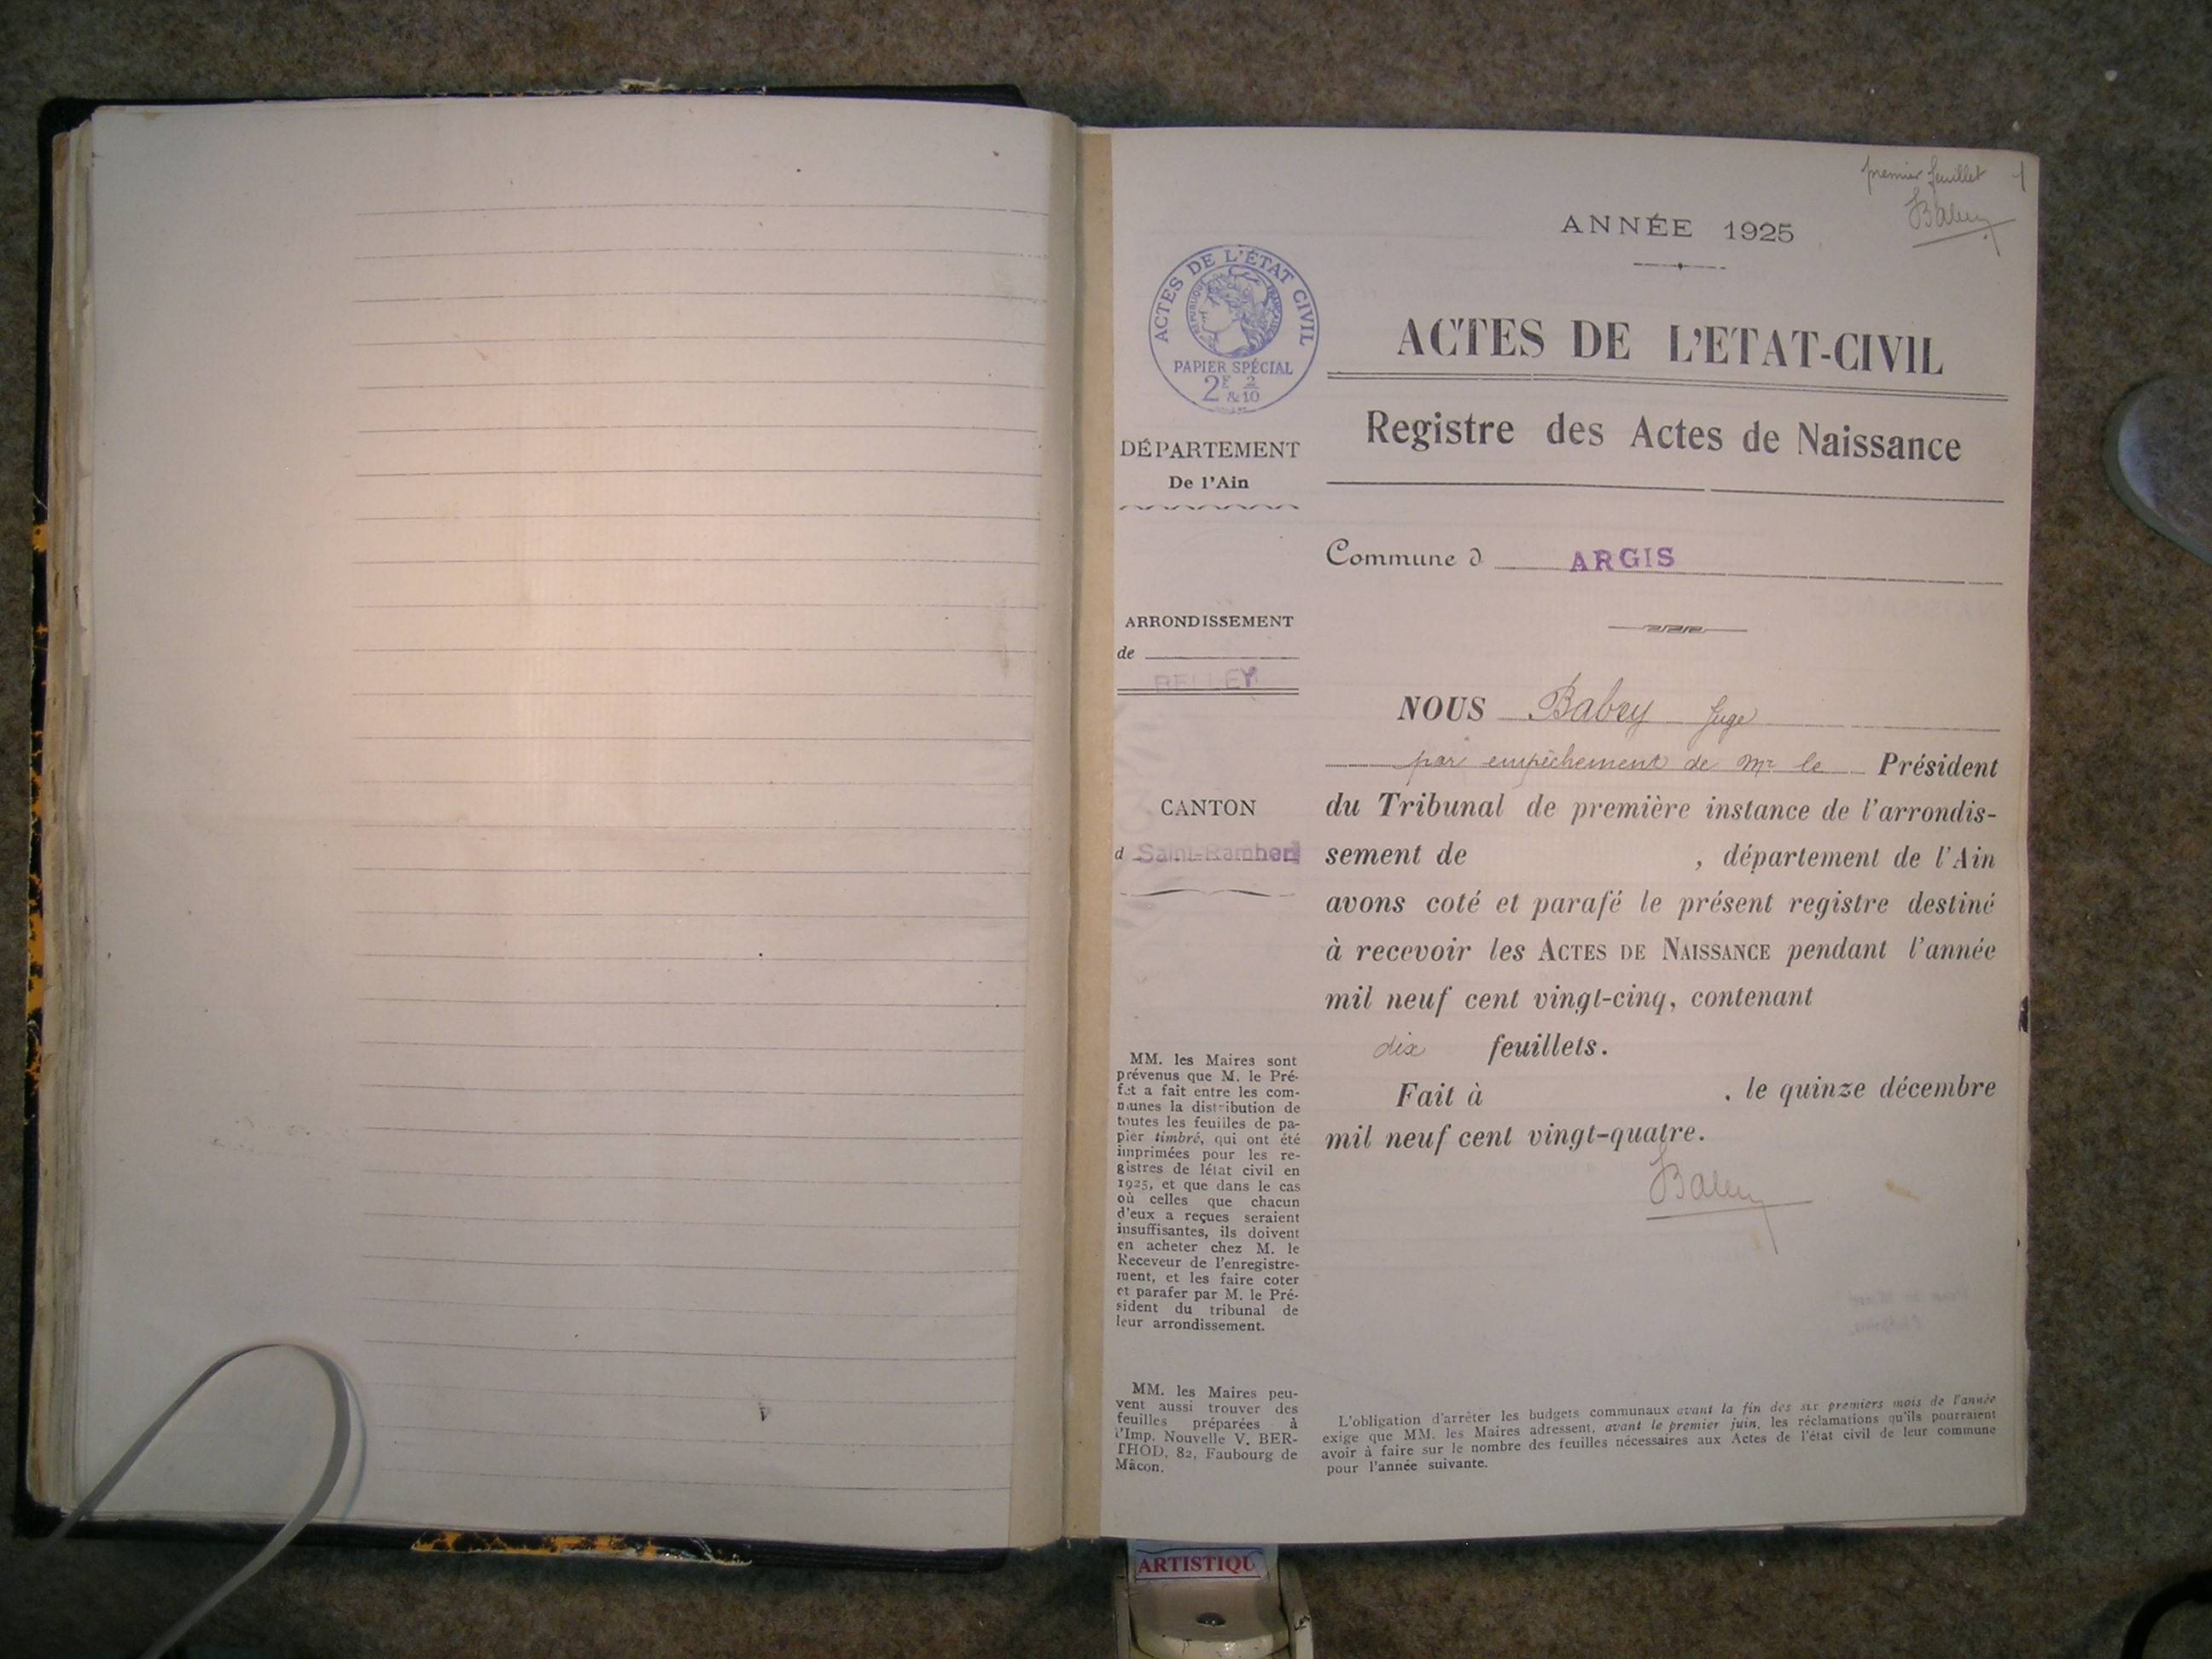 premier feuillet 1
Babey
ANNÉE 1925
ACTES DE L'ÉTAT CIVIL
RÉPUBLIQUE FRANÇAISE
PAPIER SPÉCIAL
2F & 2/10
ACTES DE L'ETAT-CIVIL
Registre des Actes de Naissance
DÉPARTEMENT
De l'Ain
Commune d ARGIS
ARRONDISSEMENT
de
BELLEY
CANTON
d Saint-Rambert
NOUS Babey Juge
par empêchement de Mr le Président
du Tribunal de première instance de l'arrondis-
sement de , département de l'Ain
avons coté et parafé le présent registre destiné
à recevoir les ACTES DE NAISSANCE pendant l'année
mil neuf cent vingt-cinq, contenant
dix feuillets.
Fait à , le quinze décembre
mil neuf cent vingt-quatre.
Babey
MM. les Maires sont
prévenus que M. le Pré-
fet a fait entre les com-
munes la distribution de
toutes les feuilles de pa-
pier timbré, qui ont été
imprimées pour les re-
gistres de létat civil en
1925, et que dans le cas
où celles que chacun
d'eux a reçues seraient
insuffisantes, ils doivent
en acheter chez M. le
Receveur de l'enregistre-
ment, et les faire coter
et parafer par M. le Pré-
sident du tribunal de
leur arrondissement.
MM. les Maires peu-
vent aussi trouver des
feuilles préparées à
l'Imp. Nouvelle V. BER-
THOD, 82, Faubourg de
Mâcon.
L'obligation d'arrêter les budgets communaux avant la fin des six premiers mois de l'année
exige que MM. les Maires adressent, avant le premier juin, les réclamations qu'ils pourraient
avoir à faire sur le nombre des feuilles nécessaires aux Actes de l'état civil de leur commune
pour l'année suivante.
ARTISTIQU